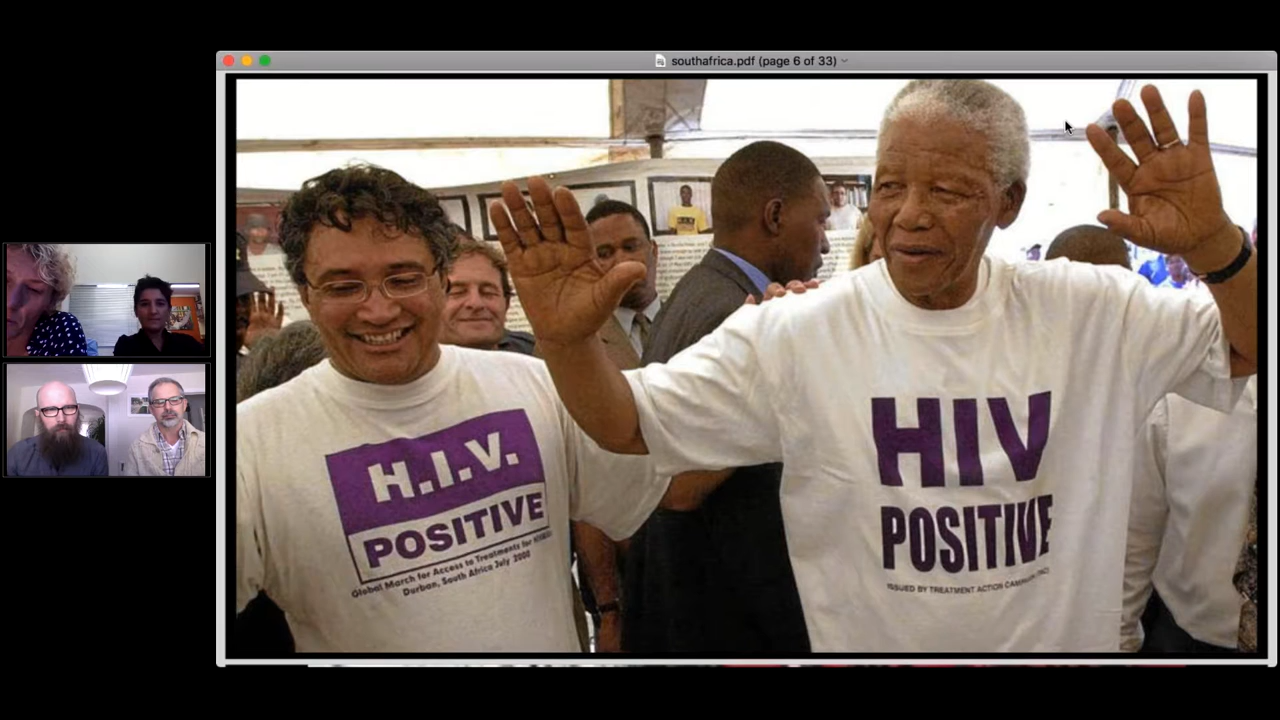 southafrica.pdf (page 6 of 33)
H.I.V.
POSITIVE
Global March for Access to Treatments for
Durban, South Africa July 2000
HIV
POSITIVE
ISSUED BY TREATMENT ACTION CAMPAIGN (TAC)